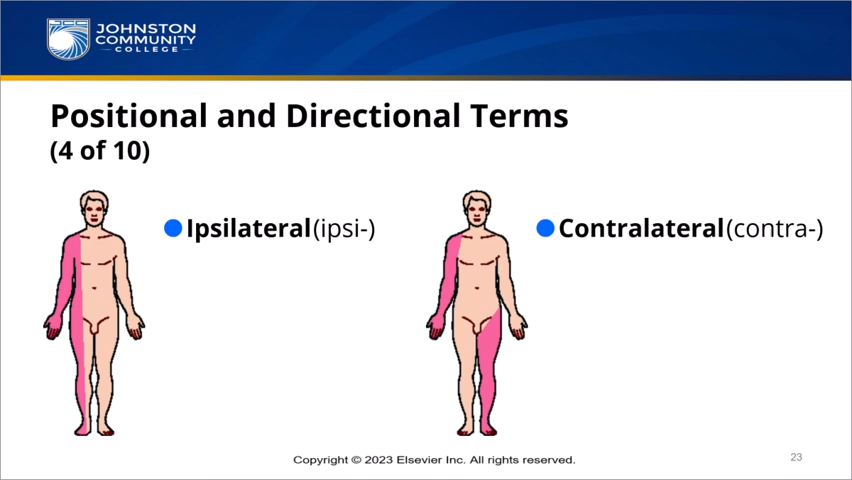 JOHNSTON
COMMUNITY
COLLEGE
Positional and Directional Terms
(4 of 10)
Ipsilateral (ipsi-)
Contralateral (contra-)
Copyright © 2023 Elsevier Inc. All rights reserved.
23